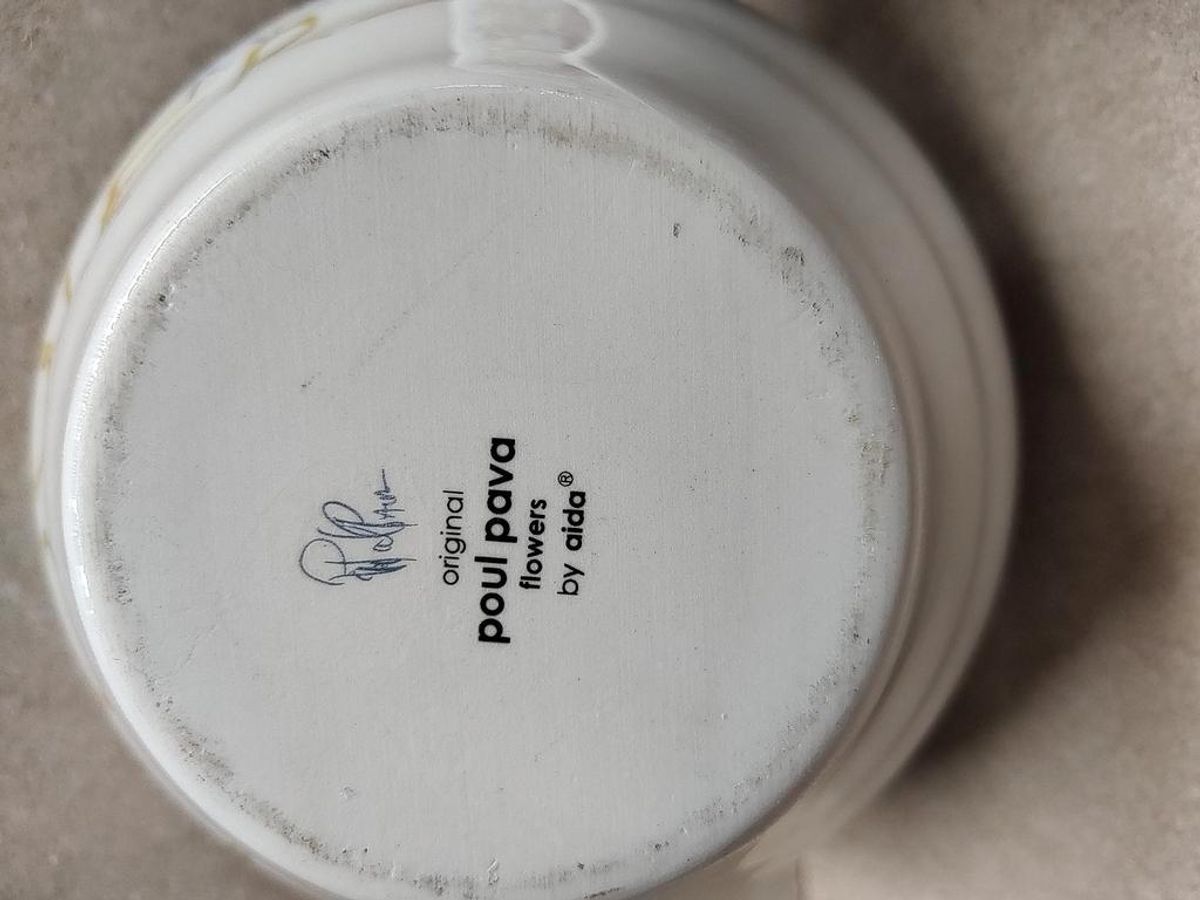 original
poul pava
flowers
by aida®